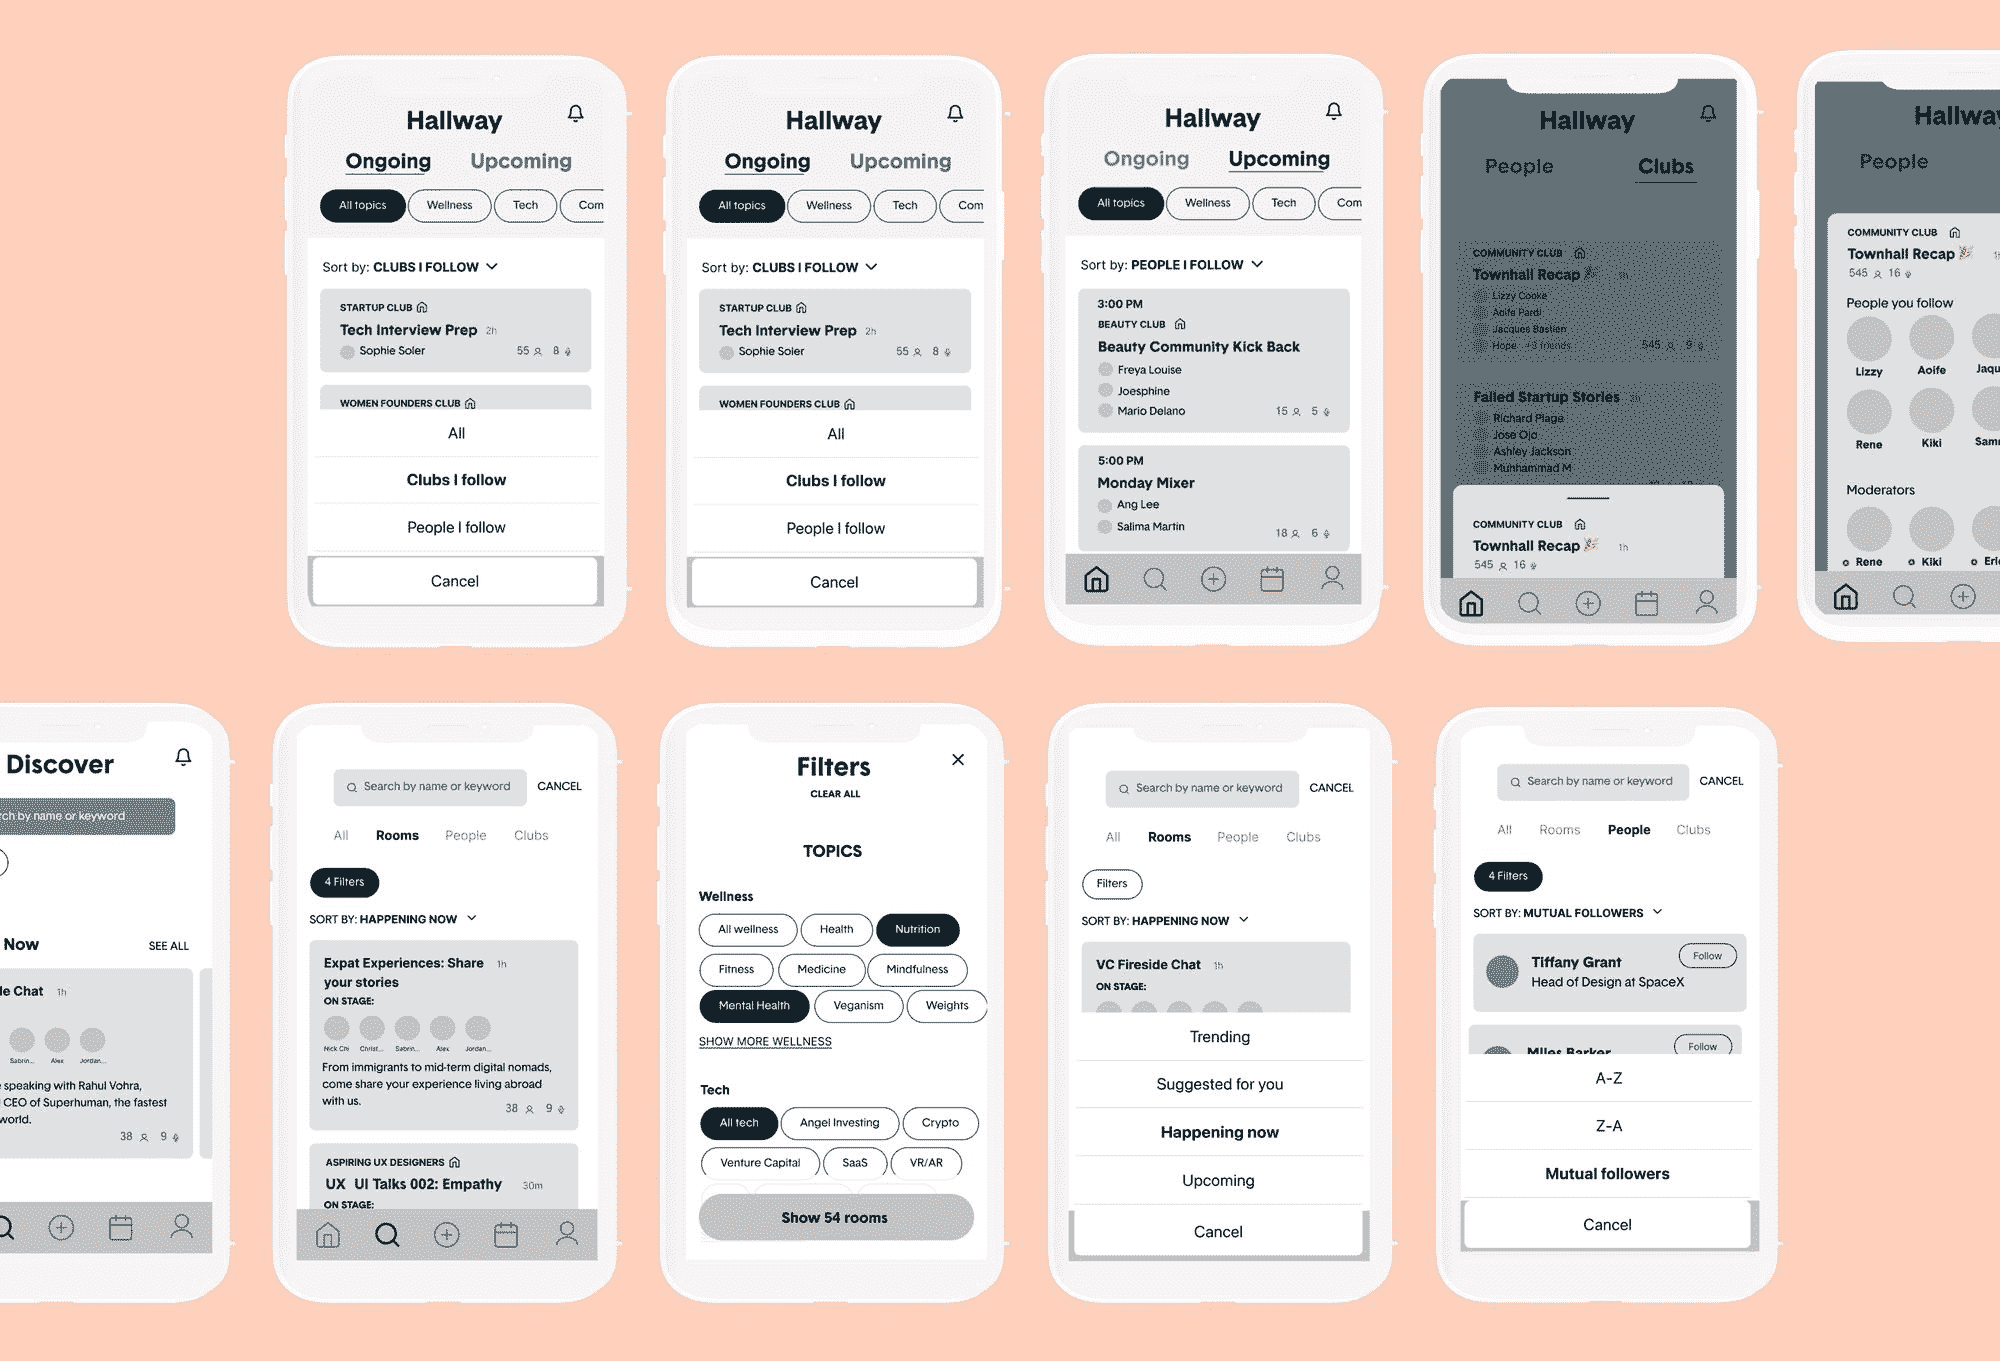 Hallway
Ongoing Upcoming
All topics Wellness Tech Com
Sort by: CLUBS I FOLLOW
STARTUP CLUB
Tech Interview Prep 2h
Sophie Soler 55 8
WOMEN FOUNDERS CLUB
All
Clubs I follow
People I follow
Cancel
Hallway
Ongoing Upcoming
All topics Wellness Tech Com
Sort by: CLUBS I FOLLOW
STARTUP CLUB
Tech Interview Prep 2h
Sophie Soler 55 8
WOMEN FOUNDERS CLUB
All
Clubs I follow
People I follow
Cancel
Hallway
Ongoing Upcoming
All topics Wellness Tech Com
Sort by: PEOPLE I FOLLOW
3:00 PM
BEAUTY CLUB
Beauty Community Kick Back
Freya Louise
Joesphine
Mario Delano 15 5
5:00 PM
Monday Mixer
Ang Lee
Salima Martin 18 6
Hallway
People Clubs
COMMUNITY CLUB
Townhall Recap 🎉 1h
Lizzy Cooke
Aoife Pardi
Jacques Bastien
Hope +3 friends 545 9
Failed Startup Stories 2h
Richard Plage
Jose Ojo
Ashley Jackson
Muhhammad M
COMMUNITY CLUB
Townhall Recap 🎉 1h
545 16
Hallway
People
COMMUNITY CLUB
Townhall Recap 🎉 1h
545 16
People you follow
Lizzy Aoife Jaqu
Rene Kiki Sam
Moderators
Rene Kiki Eri
Discover
rch by name or keyword
Now SEE ALL
le Chat 1h
Sabrin... Alex Jordan...
e speaking with Rahul Vohra,
CEO of Superhuman, the fastest
world.
38 9
Search by name or keyword CANCEL
All Rooms People Clubs
4 Filters
SORT BY: HAPPENING NOW
Expat Experiences: Share 1h
your stories
ON STAGE:
Nick Chi Christ... Sabrin... Alex Jordan...
From immigrants to mid-term digital nomads,
come share your experience living abroad
with us.
38 9
ASPIRING UX DESIGNERS
UX UI Talks 002: Empathy 30m
ON STAGE:
Filters
CLEAR ALL
TOPICS
Wellness
All wellness Health Nutrition
Fitness Medicine Mindfulness
Mental Health Veganism Weights
SHOW MORE WELLNESS
Tech
All tech Angel Investing Crypto
Venture Capital SaaS VR/AR
Show 54 rooms
Search by name or keyword CANCEL
All Rooms People Clubs
Filters
SORT BY: HAPPENING NOW
VC Fireside Chat 1h
ON STAGE:
Trending
Suggested for you
Happening now
Upcoming
Cancel
Search by name or keyword CANCEL
All Rooms People Clubs
4 Filters
SORT BY: MUTUAL FOLLOWERS
Tiffany Grant Follow
Head of Design at SpaceX
Miles Barker Follow
A-Z
Z-A
Mutual followers
Cancel